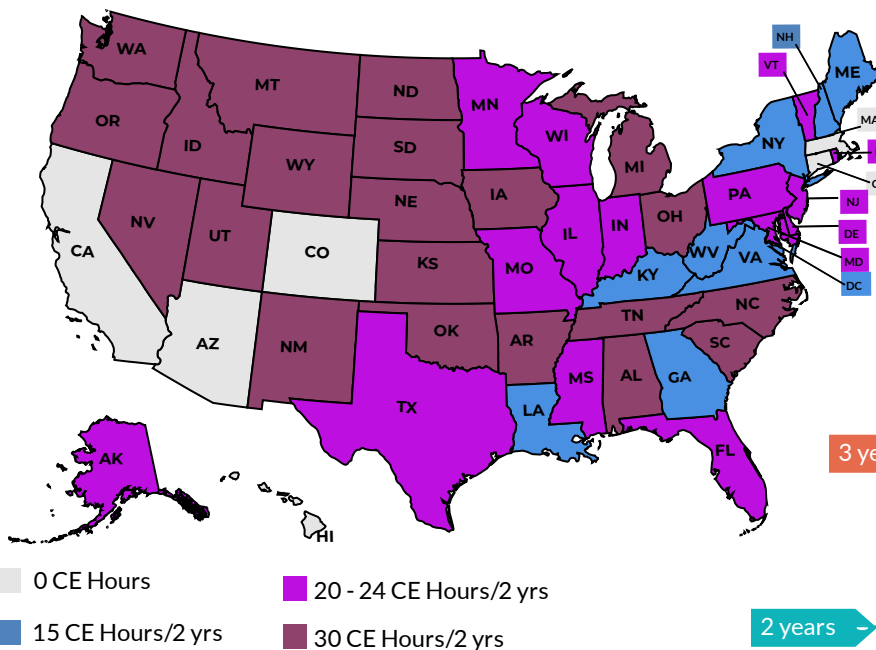 NH
VT
WA
ME
MT
ND
MN
OR
MA
WI
NY
ID
SD
WY
MI
PA
IA
NE
NJ
NV
OH
IN
UT
IL
DE
CA
CO
WV
VA
MD
KS
MO
KY
DC
NC
TN
OK
AR
SC
AZ
NM
AL
MS
GA
TX
LA
FL
3 ye
AK
HI
0 CE Hours
20 - 24 CE Hours/2 yrs
15 CE Hours/2 yrs
2 years
30 CE Hours/2 yrs